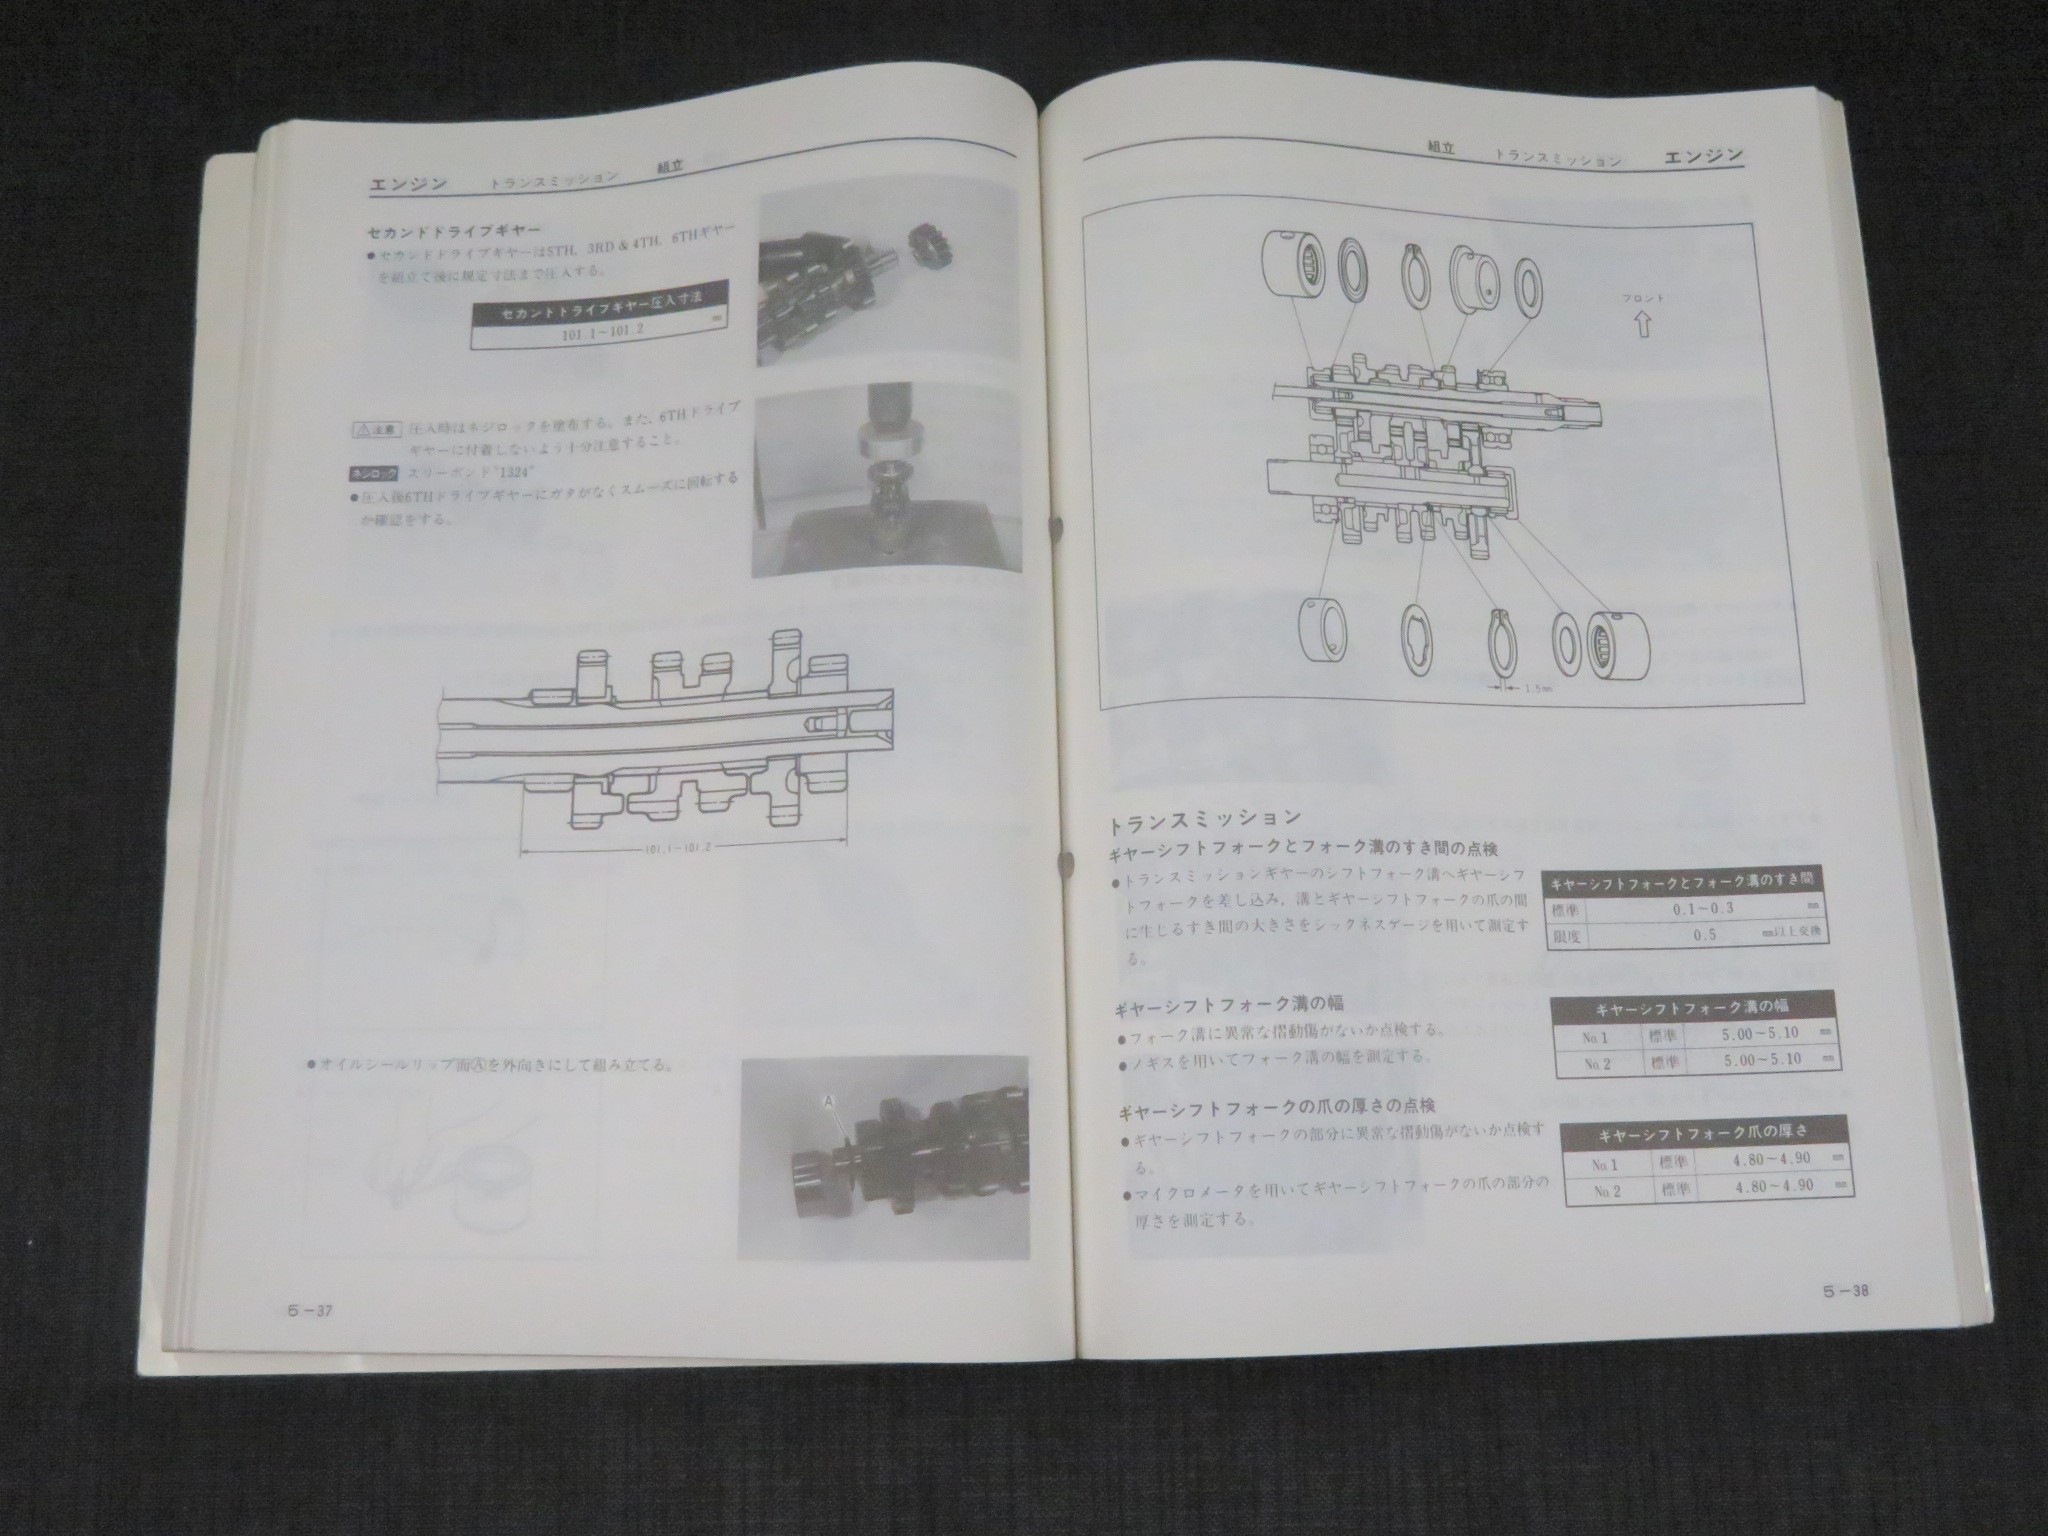 エンジン トランスミッション 組立
セカンドドライブギヤー
●セカンドドライブギヤーは5TH, 3RD & 4TH, 6THギヤー
を組立て後に規定寸法まで圧入する。
セカンドドライブギヤー圧入寸法
101.1〜101.2 ㎜
⚠注意 圧入時はネジロックを塗布する。また、6THドライブ
ギヤーに付着しないよう十分注意すること。
ネジロック スリーボンド"1324"
●圧入後6THドライブギヤーにガタがなくスムーズに回転する
か確認をする。
101.1〜101.2
●オイルシールリップ面Ⓐを外向きにして組み立てる。
A
5-37
組立 トランスミッション エンジン
フロント
1.5㎜
トランスミッション
ギヤーシフトフォークとフォーク溝のすき間の点検
●トランスミッションギヤーのシフトフォーク溝へギヤーシフ
トフォークを差し込み, 溝とギヤーシフトフォークの爪の間
に生じるすき間の大きさをシックネスゲージを用いて測定す
る。
ギヤーシフトフォークとフォーク溝のすき間
標準 0.1〜0.3 ㎜
限度 0.5 ㎜以上交換
ギヤーシフトフォーク溝の幅
●フォーク溝に異常な摺動傷がないか点検する。
●ノギスを用いてフォーク溝の幅を測定する。
ギヤーシフトフォーク溝の幅
No.1 標準 5.00〜5.10 ㎜
No.2 標準 5.00〜5.10 ㎜
ギヤーシフトフォークの爪の厚さの点検
●ギヤーシフトフォークの部分に異常な摺動傷がないか点検す
る。
●マイクロメータを用いてギヤーシフトフォークの爪の部分の
厚さを測定する。
ギヤーシフトフォーク爪の厚さ
No.1 標準 4.80〜4.90 ㎜
No.2 標準 4.80〜4.90 ㎜
5-38